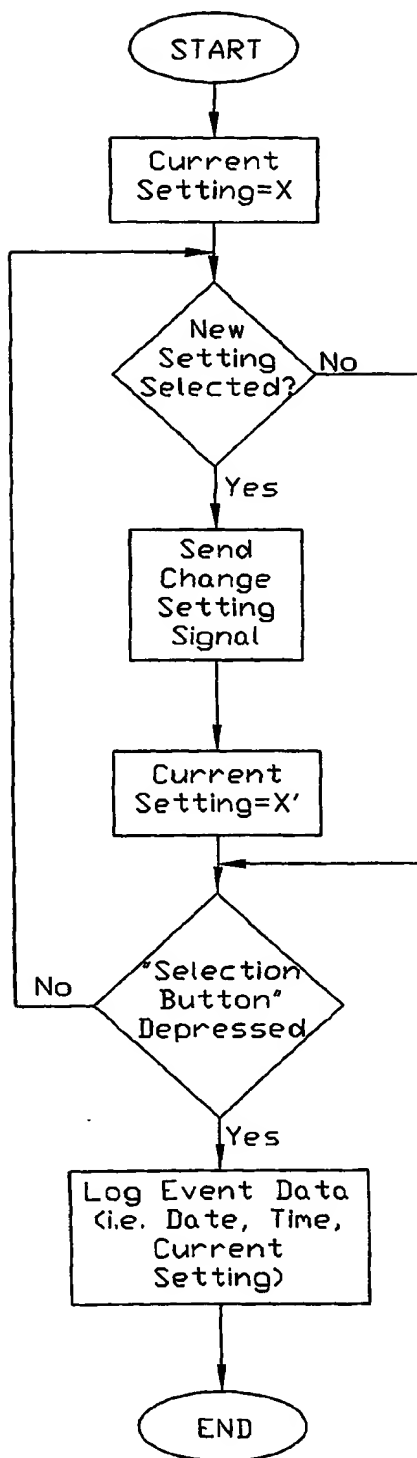 START
Current
Setting=X
New
Setting
Selected?
No
Yes
Send
Change
Setting
Signal
Current
Setting=X'
"Selection
Button"
Depressed
No
Yes
Log Event Data
(i.e. Date, Time,
Current
Setting)
END